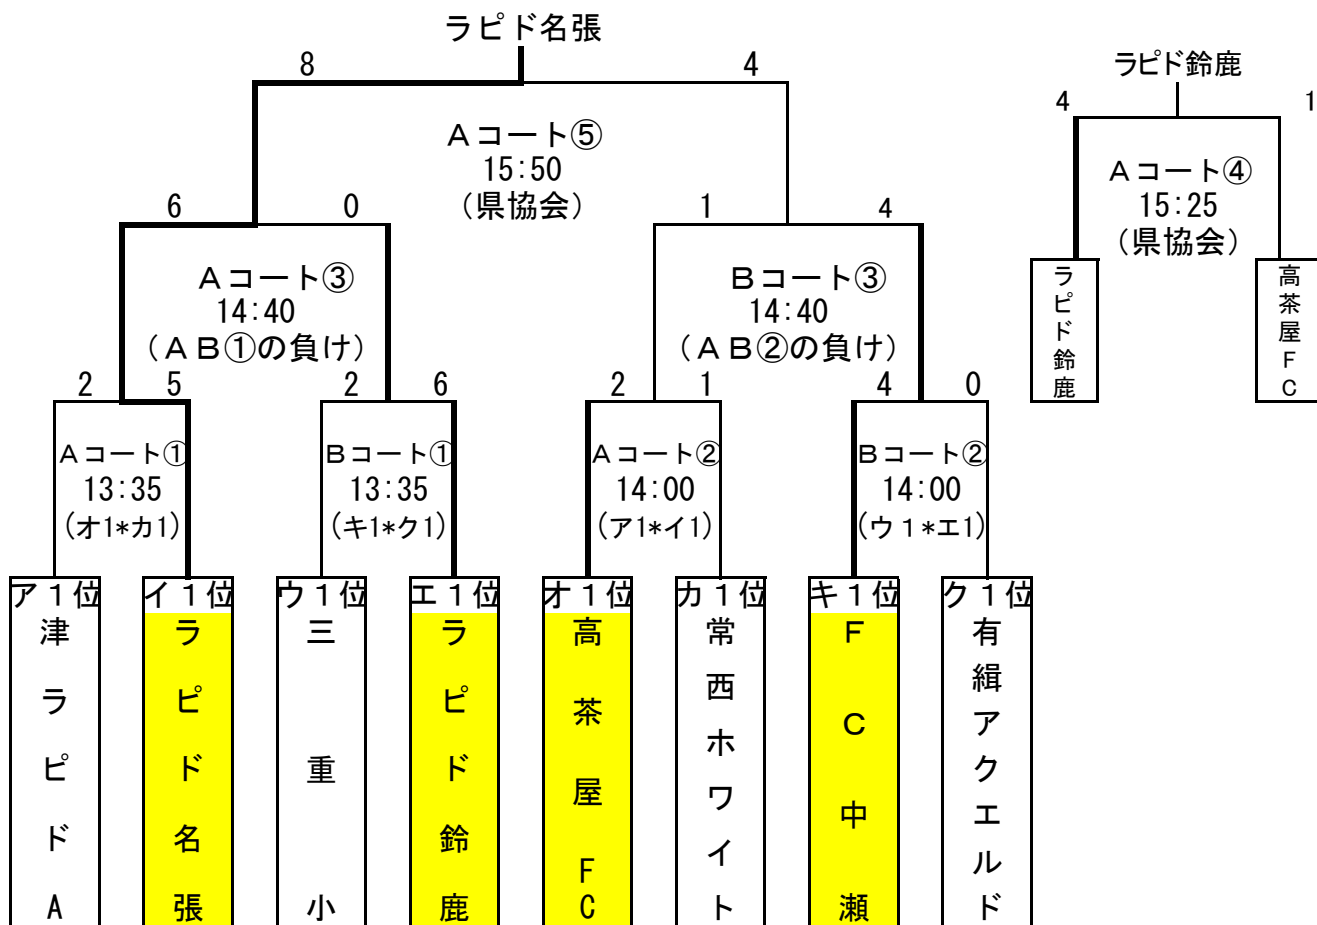 ラピド名張
8
4
Aコート⑤
15:50
(県協会)
ラピド鈴鹿
4
1
Aコート④
15:25
(県協会)
ラピド鈴鹿
高茶屋FC
6
0
Aコート③
14:40
(AB①の負け)
1
4
Bコート③
14:40
(AB②の負け)
2
5
Aコート①
13:35
(オ1*カ1)
2
6
Bコート①
13:35
(キ1*ク1)
2
1
Aコート②
14:00
(ア1*イ1)
4
0
Bコート②
14:00
(ウ1*エ1)
ア1位
津ラピドA
イ1位
ラピド名張
ウ1位
三重小
エ1位
ラピド鈴鹿
オ1位
高茶屋FC
カ1位
常西ホワイト
キ1位
FC中瀬
ク1位
有緝アクエルド